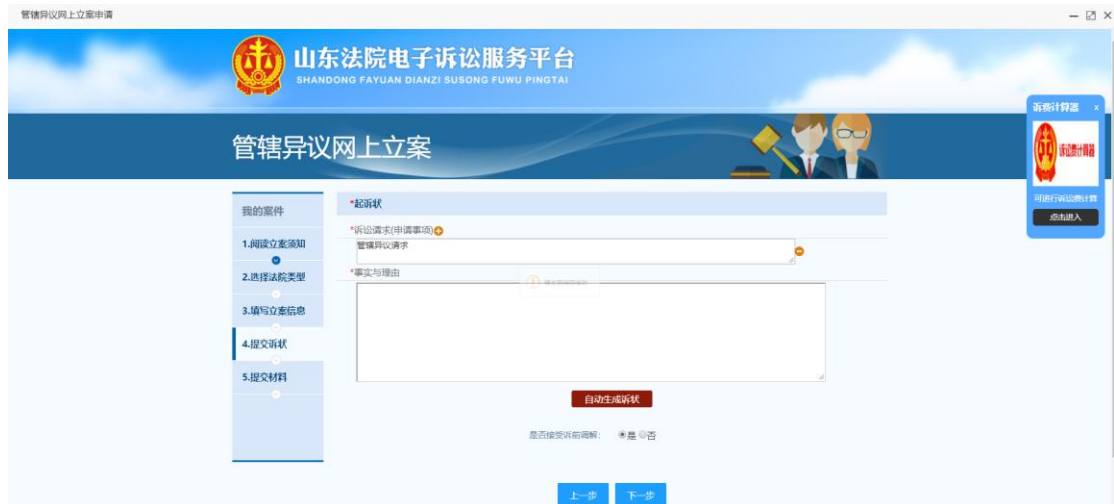 管辖异议网上立案申请
山东法院电子诉讼服务平台
SHANDONG FAYUAN DIANZI SUSONG FUWU PINGTAI
诉费计算器 x
诉讼费计算器
可进行诉讼费计算
点击进入
管辖异议网上立案
我的案件
1.阅读立案须知
2.选择法院类型
3.填写立案信息
4.提交诉状
5.提交材料
*起诉状
*诉讼请求(申请事项)
管辖异议请求
*事实与理由
自动生成诉状
是否接受诉前调解: 是 否
上一步 下一步